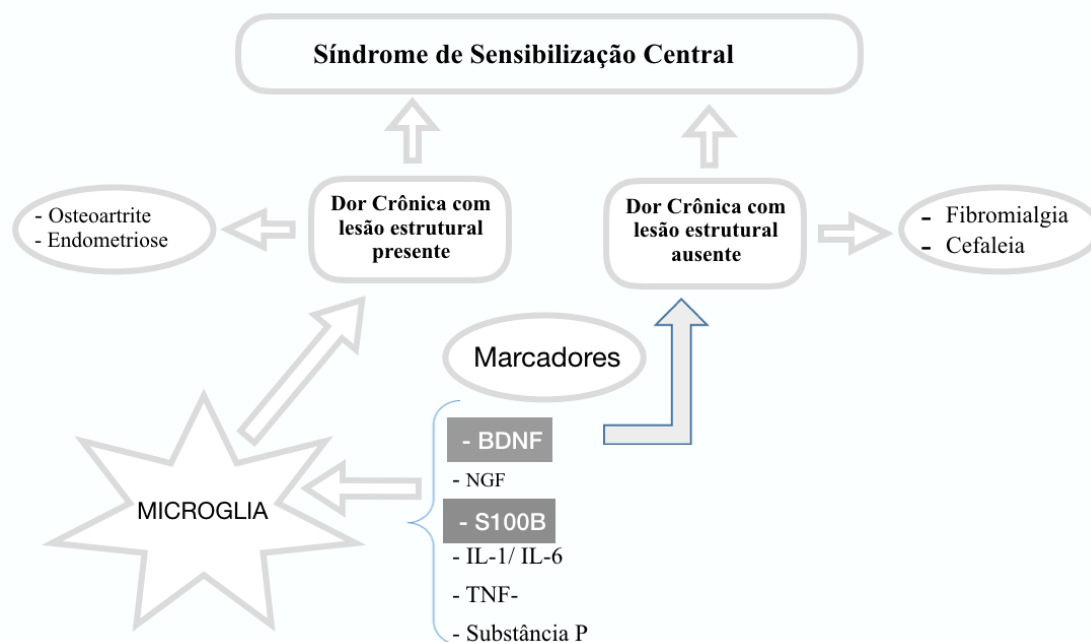 Síndrome de Sensibilização Central
Dor Crônica com
lesão estrutural
presente
Dor Crônica com
lesão estrutural
ausente
- Osteoartrite
- Endometriose
- Fibromialgia
- Cefaleia
Marcadores
- BDNF
- NGF
- S100B
- IL-1/ IL-6
- TNF-
- Substância P
MICROGLIA